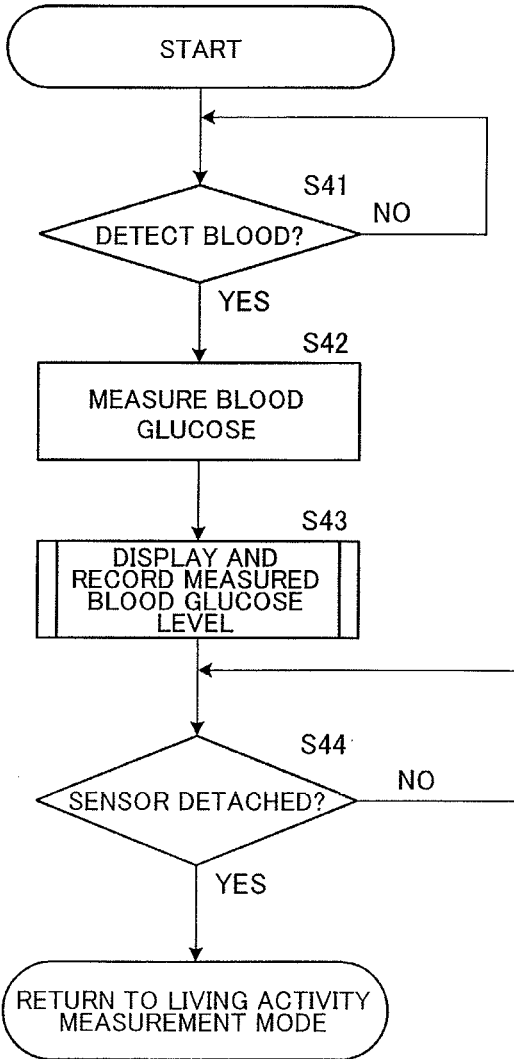 START
S41
NO
DETECT BLOOD?
YES
S42
MEASURE BLOOD
GLUCOSE
S43
DISPLAY AND
RECORD MEASURED
BLOOD GLUCOSE
LEVEL
S44
NO
SENSOR DETACHED?
YES
RETURN TO LIVING ACTIVITY
MEASUREMENT MODE